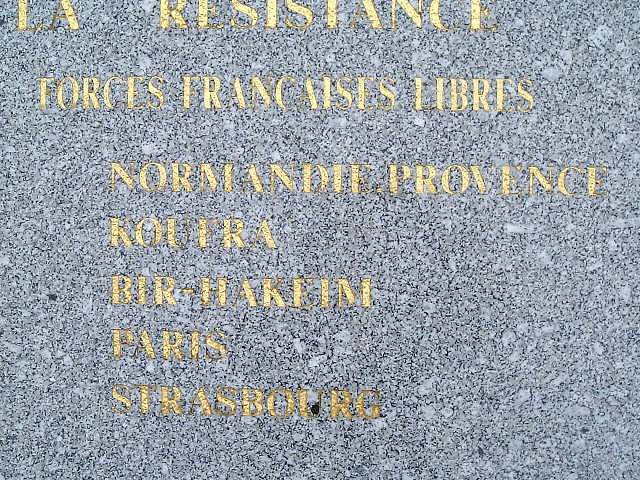 LA RESISTANCE
FORCES FRANCAISES LIBRES
NORMANDIE.PROVENCE
KOUFRA
BIR-HAKEIM
PARIS
STRASBOURG